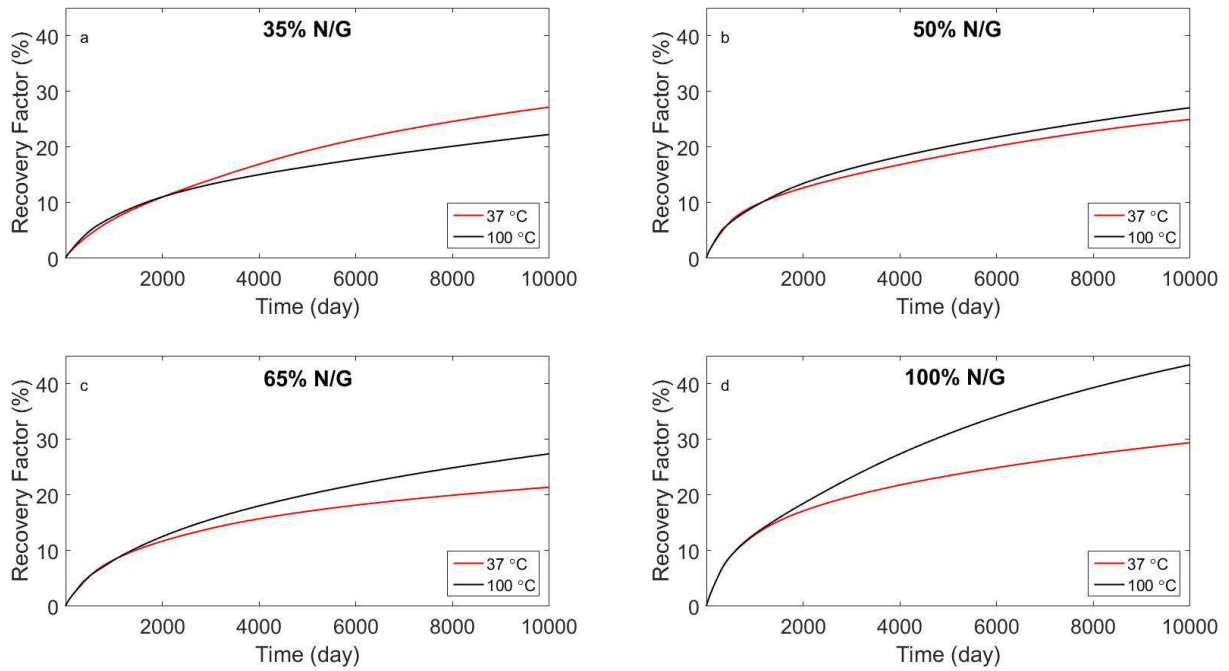 a
35% N/G
Recovery Factor (%)
40
30
20
10
0
2000 4000 6000 8000 10000
Time (day)
37 °C
100 °C
b
50% N/G
Recovery Factor (%)
40
30
20
10
0
2000 4000 6000 8000 10000
Time (day)
37 °C
100 °C
c
65% N/G
Recovery Factor (%)
40
30
20
10
0
2000 4000 6000 8000 10000
Time (day)
37 °C
100 °C
d
100% N/G
Recovery Factor (%)
40
30
20
10
0
2000 4000 6000 8000 10000
Time (day)
37 °C
100 °C